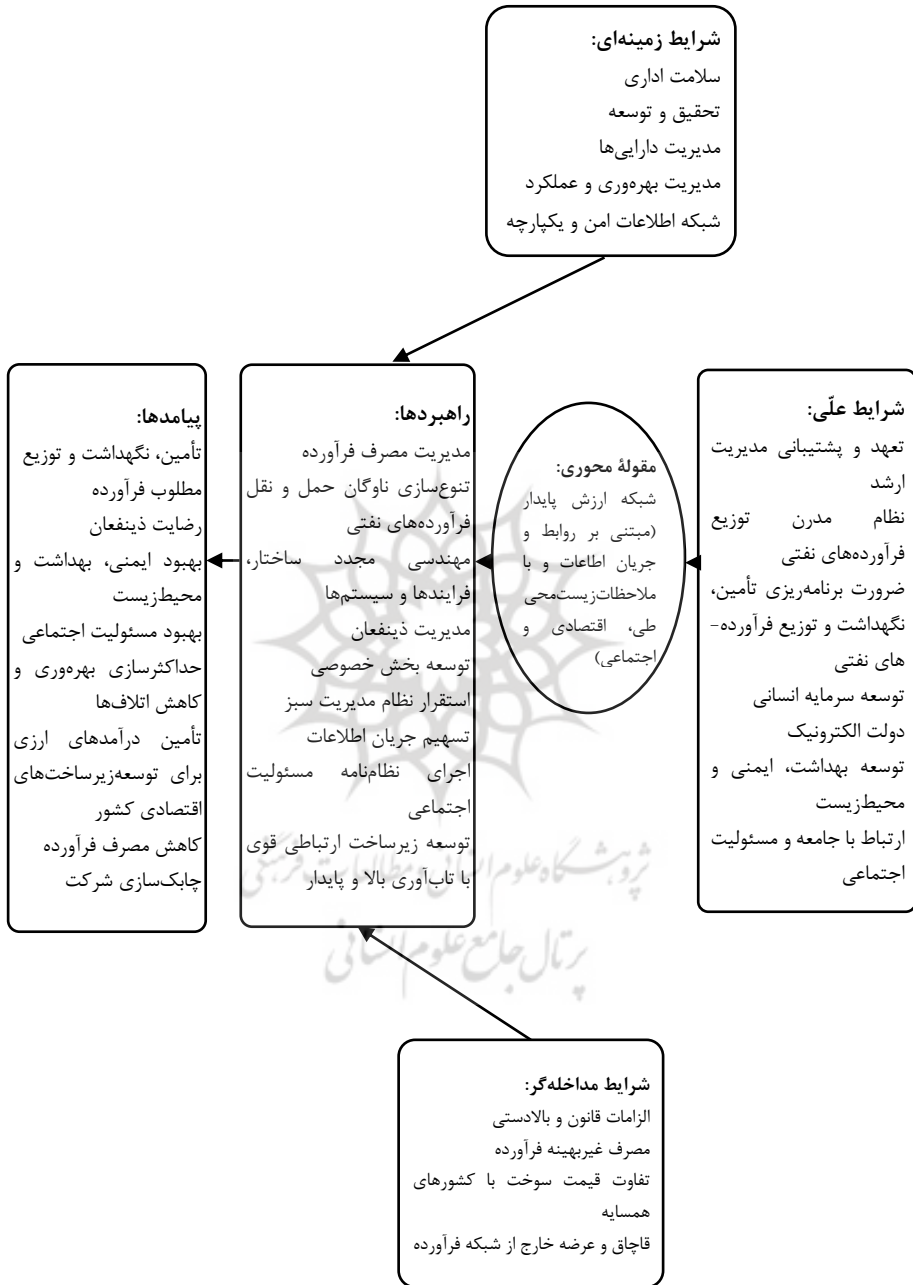 شرایط زمینه‌ای:
سلامت اداری
تحقیق و توسعه
مدیریت دارایی‌ها
مدیریت بهره‌وری و عملکرد
شبکه اطلاعات امن و یکپارچه
شرایط علّی:
تعهد و پشتیبانی مدیریت
ارشد
نظام مدرن توزیع
فرآورده‌های نفتی
ضرورت برنامه‌ریزی تأمین،
نگهداشت و توزیع فرآورده-
های نفتی
توسعه سرمایه انسانی
دولت الکترونیک
توسعه بهداشت، ایمنی و
محیط‌زیست
ارتباط با جامعه و مسئولیت
اجتماعی
مقولهٔ محوری:
شبکه ارزش پایدار
(مبتنی بر روابط و
جریان اطاعات و با
ملاحظات‌زیست‌محی
طی، اقتصادی و
اجتماعی)
راهبردها:
مدیریت مصرف فرآورده
تنوع‌سازی ناوگان حمل و نقل
فرآورده‌های نفتی
مهندسی مجدد ساختار،
فرایندها و سیستم‌ها
مدیریت ذینفعان
توسعه بخش خصوصی
استقرار نظام مدیریت سبز
تسهیم جریان اطلاعات
اجرای نظام‌نامه مسئولیت
اجتماعی
توسعه زیرساخت ارتباطی قوی
با تاب‌آوری بالا و پایدار
پیامدها:
تأمین، نگهداشت و توزیع
مطلوب فرآورده
رضایت ذینفعان
بهبود ایمنی، بهداشت و
محیط‌زیست
بهبود مسئولیت اجتماعی
حداکثرسازی بهره‌وری و
کاهش اتلاف‌ها
تأمین درآمدهای ارزی
برای توسعه‌زیرساخت‌های
اقتصادی کشور
کاهش مصرف فرآورده
چابک‌سازی شرکت
پژوهشگاه علوم انسانی و مطالعات فرهنگی
پرتال جامع علوم انسانی
شرایط مداخله‌گر:
الزامات قانون و بالادستی
مصرف غیربهینه فرآورده
تفاوت قیمت سوخت با کشورهای
همسایه
قاچاق و عرضه خارج از شبکه فرآورده